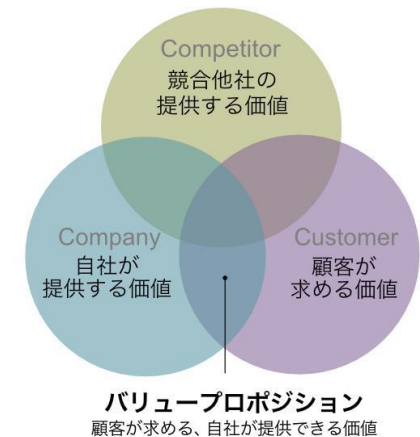 Competitor
競合他社の
提供する価値
Company
自社が
提供する価値
Customer
顧客が
求める価値
バリュープロポジション
顧客が求める、自社が提供できる価値